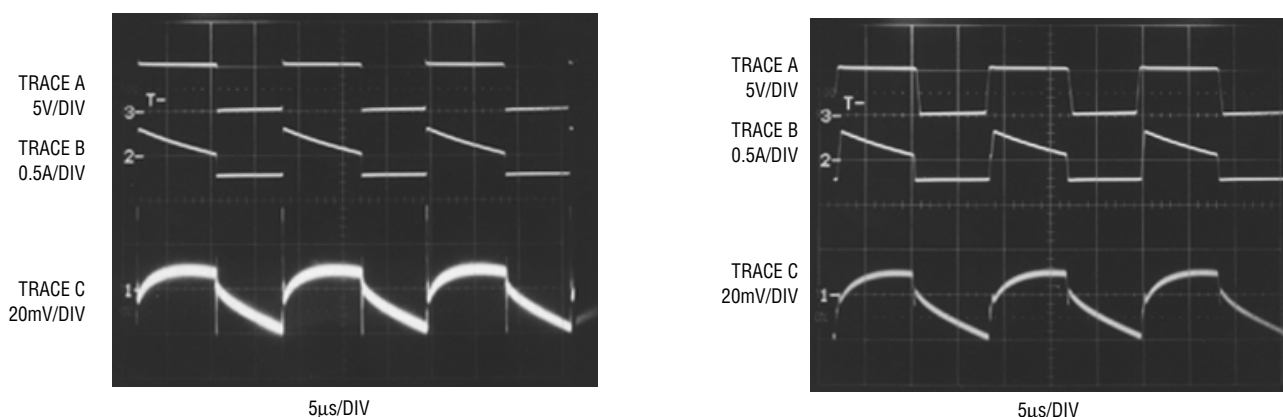 TRACE A
5V/DIV
3
T
TRACE B
0.5A/DIV
2
TRACE C
20mV/DIV
1
5µs/DIV
TRACE A
5V/DIV
3
T
TRACE B
0.5A/DIV
2
TRACE C
20mV/DIV
1
5µs/DIV